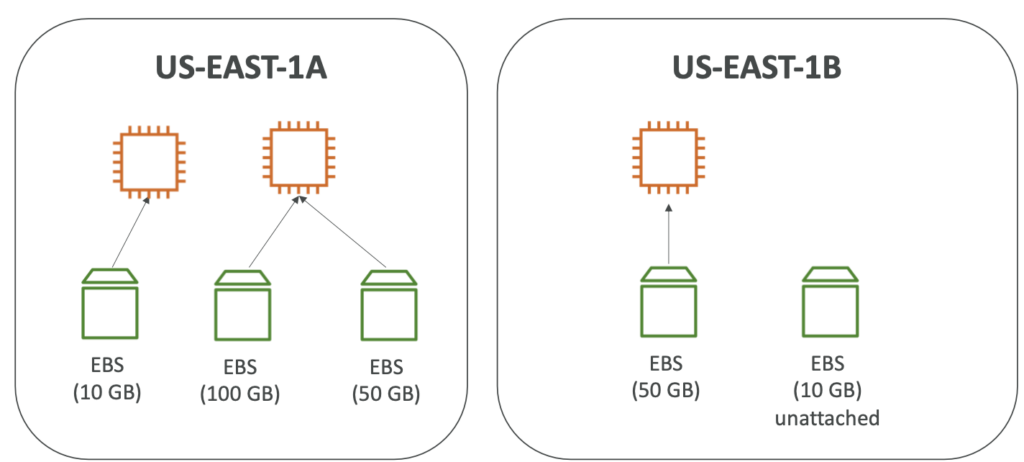 US-EAST-1A
EBS
(10 GB)
EBS
(100 GB)
EBS
(50 GB)
US-EAST-1B
EBS
(50 GB)
EBS
(10 GB)
unattached